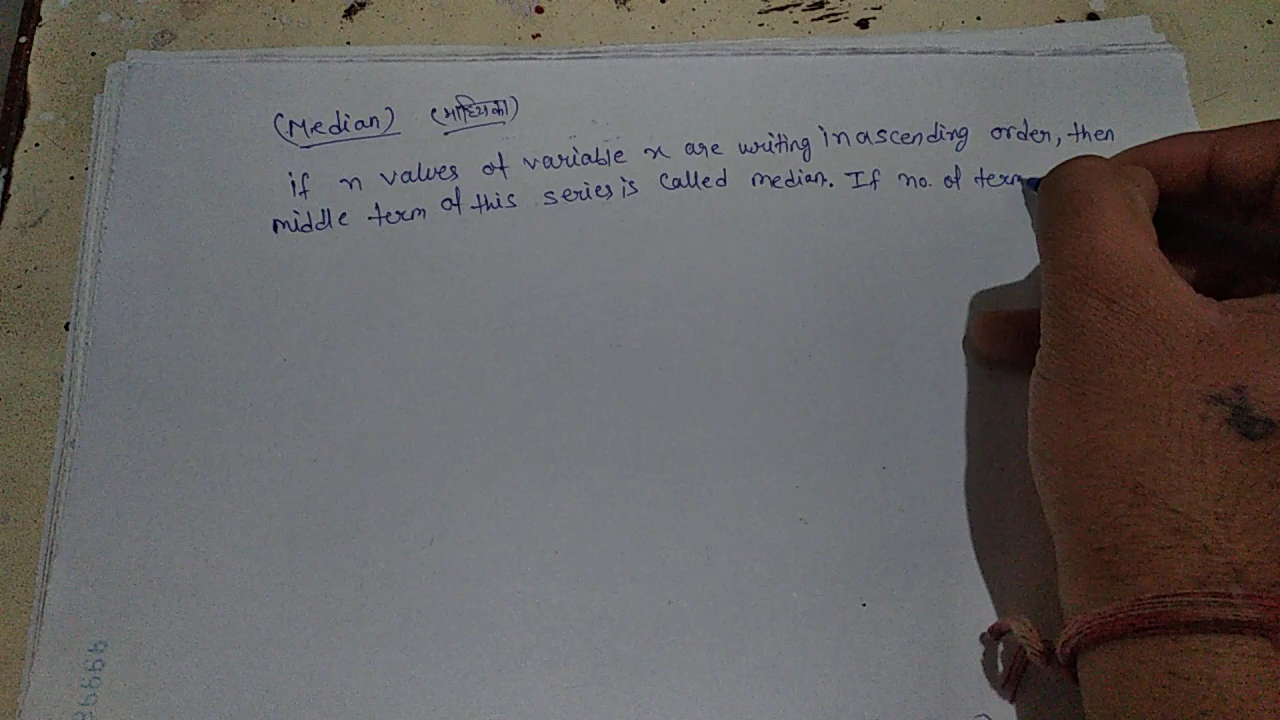 (Median) (माध्यिका)
if n values of variable x are writing in ascending order, then
middle term of this series is called median. If no. of term